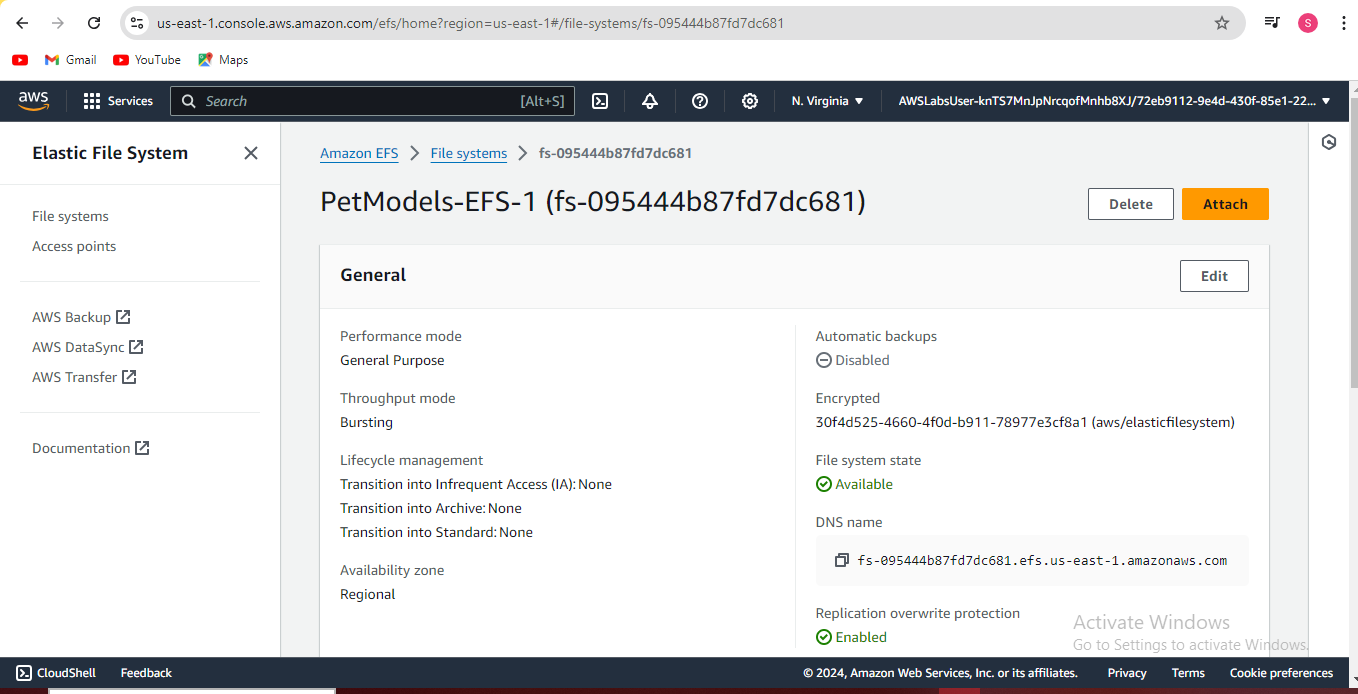 us-east-1.console.aws.amazon.com/efs/home?region=us-east-1#/file-systems/fs-095444b87fd7dc681
S
Gmail
YouTube
Maps
aws
Services
Search
[Alt+S]
N. Virginia
AWSLabsUser-knTS7MnJpNrcqofMnhb8XJ/72eb9112-9e4d-430f-85e1-22...
Elastic File System
File systems
Access points
AWS Backup
AWS DataSync
AWS Transfer
Documentation
Amazon EFS
File systems
fs-095444b87fd7dc681
PetModels-EFS-1 (fs-095444b87fd7dc681)
Delete
Attach
General
Edit
Performance mode
General Purpose
Throughput mode
Bursting
Lifecycle management
Transition into Infrequent Access (IA): None
Transition into Archive: None
Transition into Standard: None
Availability zone
Regional
Automatic backups
Disabled
Encrypted
30f4d525-4660-4f0d-b911-78977e3cf8a1 (aws/elasticfilesystem)
File system state
Available
DNS name
fs-095444b87fd7dc681.efs.us-east-1.amazonaws.com
Replication overwrite protection
Enabled
Activate Windows
Go to Settings to activate Windows.
CloudShell
Feedback
© 2024, Amazon Web Services, Inc. or its affiliates.
Privacy
Terms
Cookie preferences